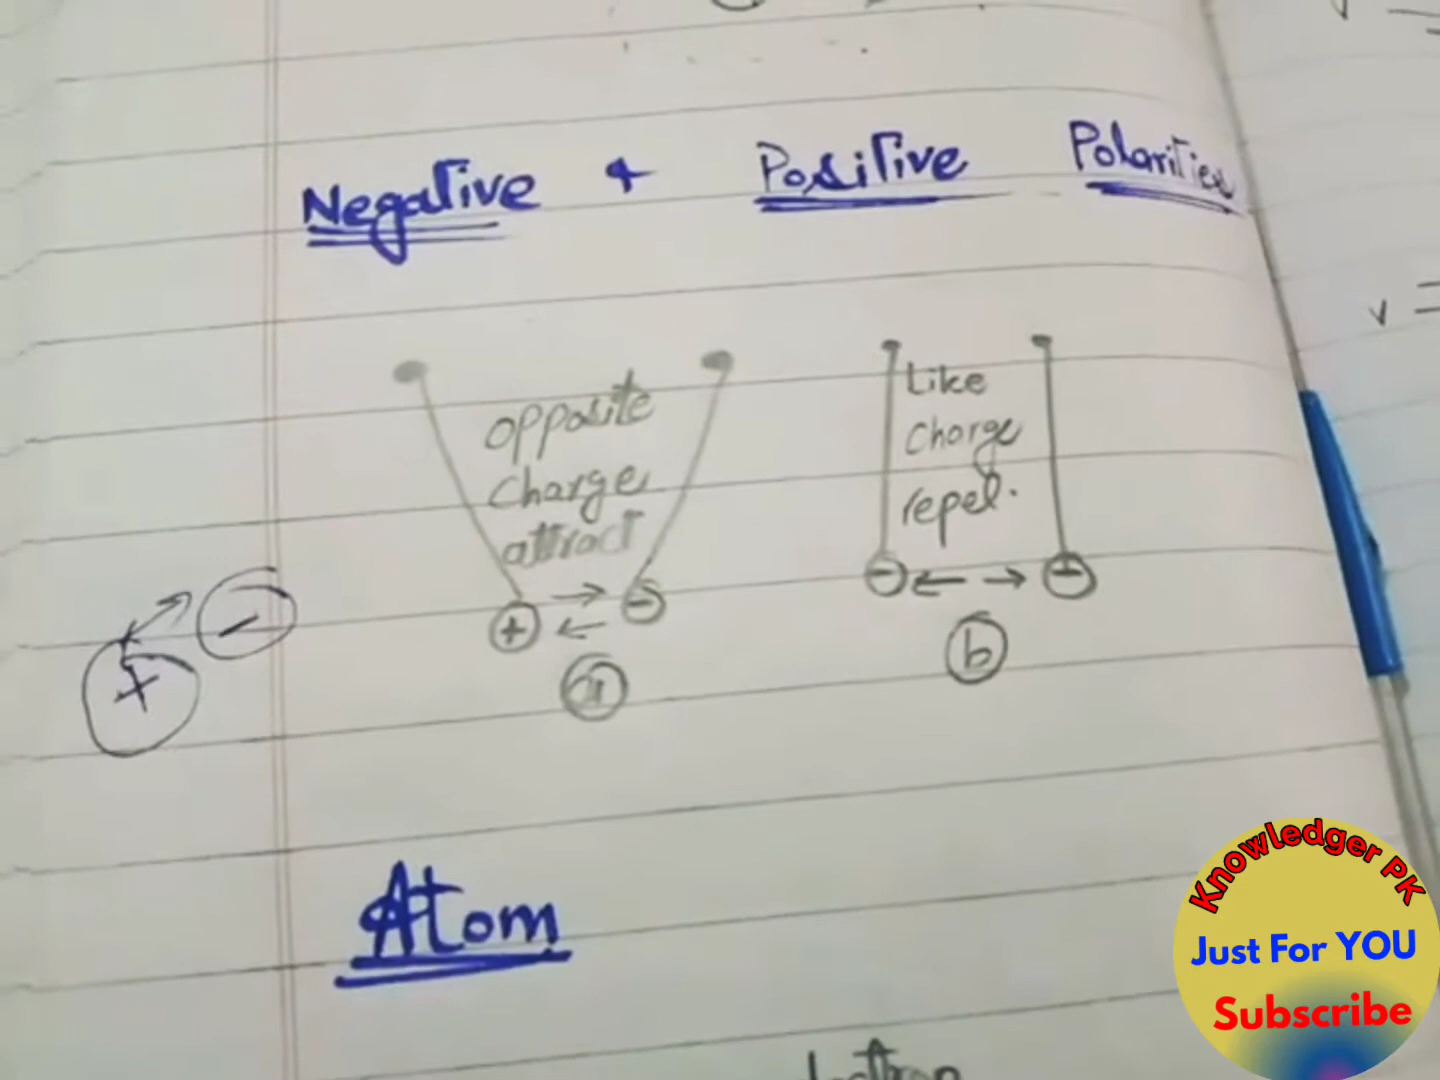 Negative & Positive Polarities
opposite
charge
attract
+ -
a
Like
charge
repel.
- -
b
+ -
Atom
Knowledger PK
Just For YOU
Subscribe